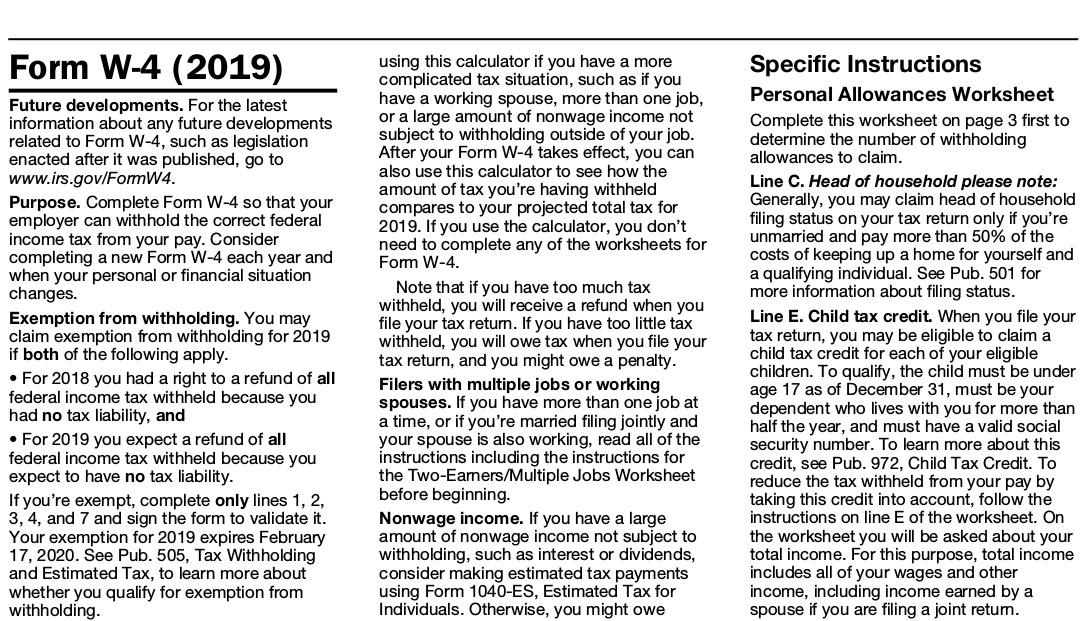 Form W-4 (2019)
Future developments. For the latest
information about any future developments
related to Form W-4, such as legislation
enacted after it was published, go to
www.irs.gov/FormW4.
Purpose. Complete Form W-4 so that your
employer can withhold the correct federal
income tax from your pay. Consider
completing a new Form W-4 each year and
when your personal or financial situation
changes.
Exemption from withholding. You may
claim exemption from withholding for 2019
if both of the following apply.
• For 2018 you had a right to a refund of all
federal income tax withheld because you
had no tax liability, and
• For 2019 you expect a refund of all
federal income tax withheld because you
expect to have no tax liability.
If you’re exempt, complete only lines 1, 2,
3, 4, and 7 and sign the form to validate it.
Your exemption for 2019 expires February
17, 2020. See Pub. 505, Tax Withholding
and Estimated Tax, to learn more about
whether you qualify for exemption from
withholding.
using this calculator if you have a more
complicated tax situation, such as if you
have a working spouse, more than one job,
or a large amount of nonwage income not
subject to withholding outside of your job.
After your Form W-4 takes effect, you can
also use this calculator to see how the
amount of tax you’re having withheld
compares to your projected total tax for
2019. If you use the calculator, you don’t
need to complete any of the worksheets for
Form W-4.
Note that if you have too much tax
withheld, you will receive a refund when you
file your tax return. If you have too little tax
withheld, you will owe tax when you file your
tax return, and you might owe a penalty.
Filers with multiple jobs or working
spouses. If you have more than one job at
a time, or if you’re married filing jointly and
your spouse is also working, read all of the
instructions including the instructions for
the Two-Earners/Multiple Jobs Worksheet
before beginning.
Nonwage income. If you have a large
amount of nonwage income not subject to
withholding, such as interest or dividends,
consider making estimated tax payments
using Form 1040-ES, Estimated Tax for
Individuals. Otherwise, you might owe
Specific Instructions
Personal Allowances Worksheet
Complete this worksheet on page 3 first to
determine the number of withholding
allowances to claim.
Line C. Head of household please note:
Generally, you may claim head of household
filing status on your tax return only if you’re
unmarried and pay more than 50% of the
costs of keeping up a home for yourself and
a qualifying individual. See Pub. 501 for
more information about filing status.
Line E. Child tax credit. When you file your
tax return, you may be eligible to claim a
child tax credit for each of your eligible
children. To qualify, the child must be under
age 17 as of December 31, must be your
dependent who lives with you for more than
half the year, and must have a valid social
security number. To learn more about this
credit, see Pub. 972, Child Tax Credit. To
reduce the tax withheld from your pay by
taking this credit into account, follow the
instructions on line E of the worksheet. On
the worksheet you will be asked about your
total income. For this purpose, total income
includes all of your wages and other
income, including income earned by a
spouse if you are filing a joint return.